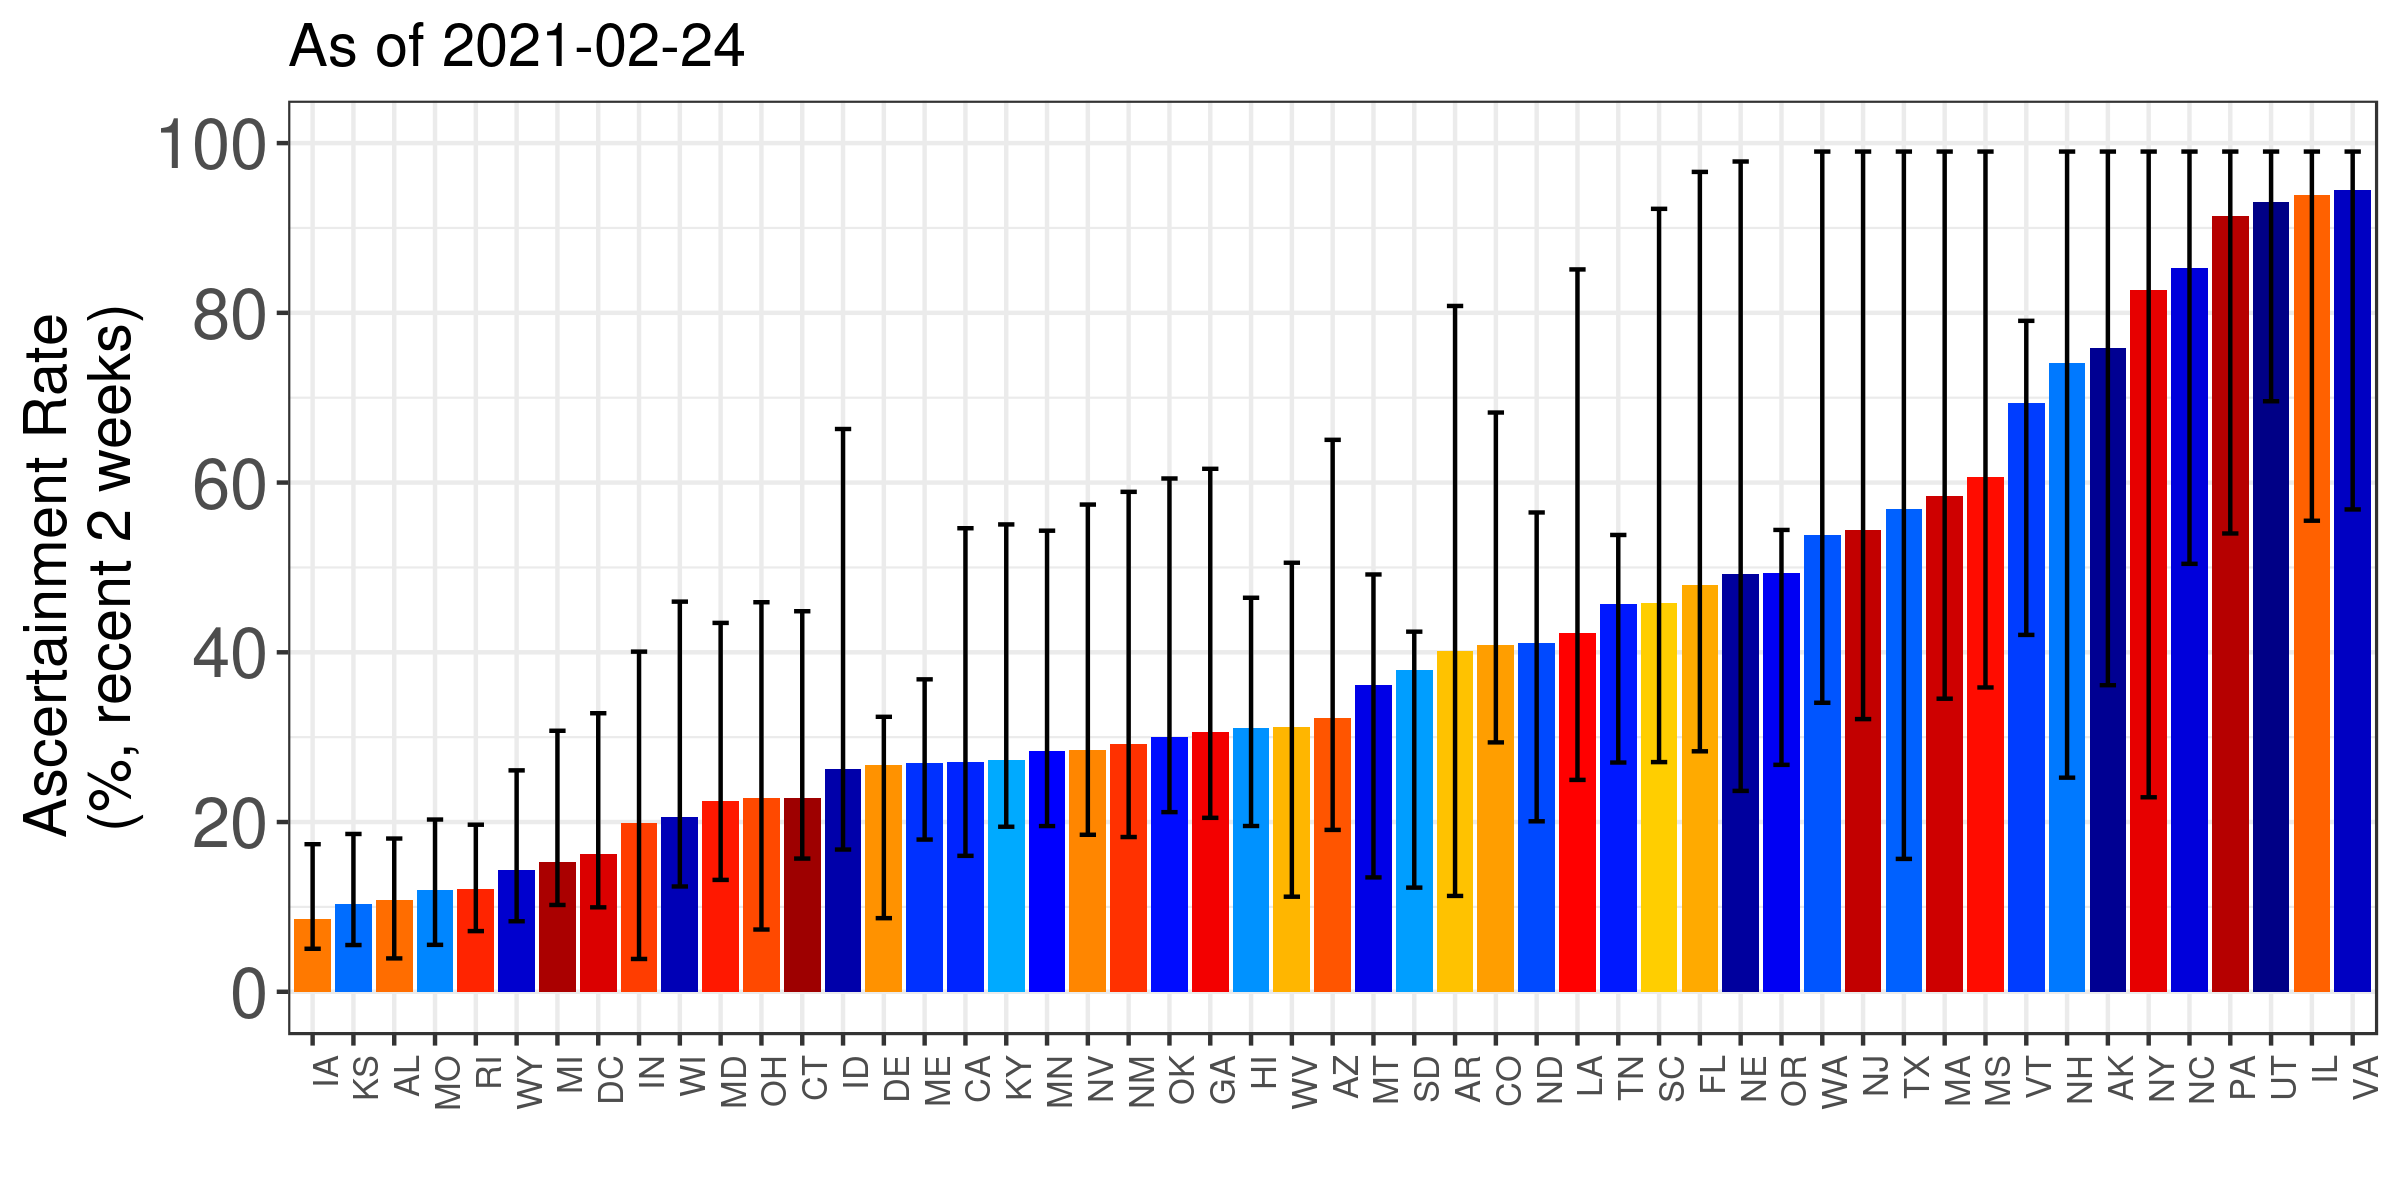 As of 2021-02-24
Ascertainment Rate
(%, recent 2 weeks)
100
80
60
40
20
0
IA KS AL MO RI WY MI DC IN WI MD OH CT ID DE ME CA KY MN NV NM OK GA HI WV AZ MT SD AR CO ND LA TN SC FL NE OR WA NJ TX MA MS VT NH AK NY NC PA UT IL VA